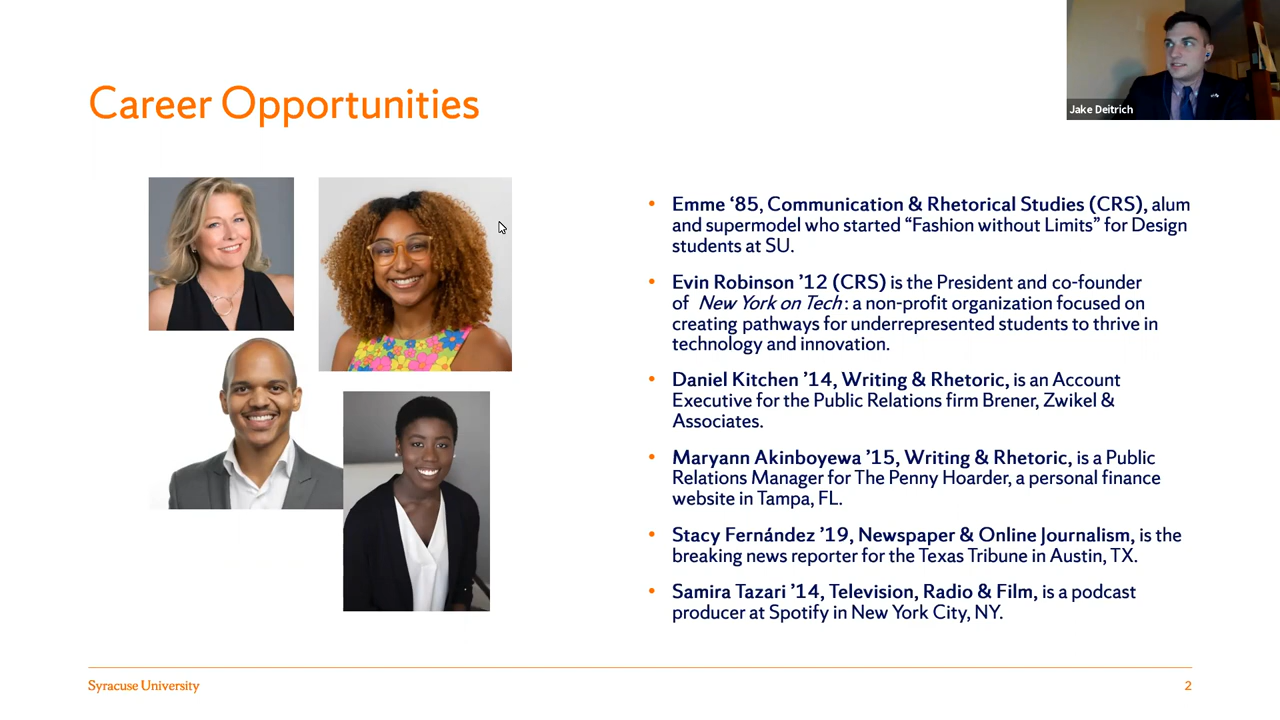 Jake Deitrich
Career Opportunities
• Emme ‘85, Communication & Rhetorical Studies (CRS), alum
and supermodel who started “Fashion without Limits” for Design
students at SU.
• Evin Robinson ’12 (CRS) is the President and co-founder
of New York on Tech: a non-profit organization focused on
creating pathways for underrepresented students to thrive in
technology and innovation.
• Daniel Kitchen ’14, Writing & Rhetoric, is an Account
Executive for the Public Relations firm Brener, Zwikel &
Associates.
• Maryann Akinboyewa ’15, Writing & Rhetoric, is a Public
Relations Manager for The Penny Hoarder, a personal finance
website in Tampa, FL.
• Stacy Fernández ’19, Newspaper & Online Journalism, is the
breaking news reporter for the Texas Tribune in Austin, TX.
• Samira Tazari ’14, Television, Radio & Film, is a podcast
producer at Spotify in New York City, NY.
Syracuse University
2